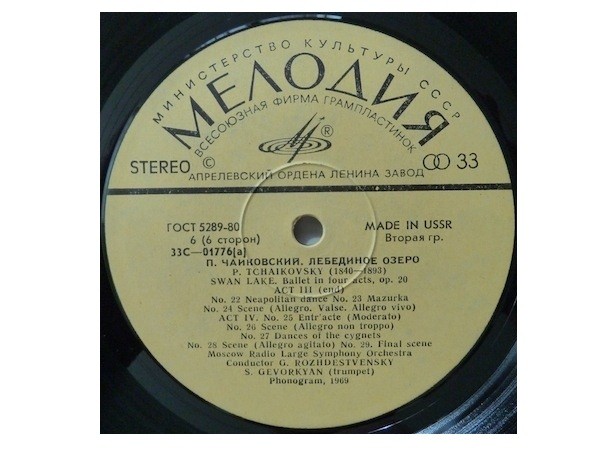 МИНИСТЕРСТВО КУЛЬТУРЫ СССР
МЕЛОДИЯ
ВСЕСОЮЗНАЯ ФИРМА ГРАМПЛАСТИНОК
®
STEREO © 33
АПРЕЛЕВСКИЙ ОРДЕНА ЛЕНИНА ЗАВОД
ГОСТ 5289-80 MADE IN USSR
6 (6 сторон) Вторая гр.
33С—01776(а)
П. ЧАЙКОВСКИЙ. ЛЕБЕДИНОЕ ОЗЕРО
P. TCHAIKOVSKY (1840—1893)
SWAN LAKE. Ballet in four acts, op. 20
ACT III (end)
No. 22 Neapolitan dance No. 23 Mazurka
No. 24 Scene (Allegro. Valse. Allegro vivo)
ACT IV. No. 25 Entr'acte (Moderato)
No. 26 Scene (Allegro non troppo)
No. 27 Dances of the cygnets
No. 28 Scene (Allegro agitato) No. 29. Final scene
Moscow Radio Large Symphony Orchestra
Conductor G. ROZHDESTVENSKY
S. GEVORKYAN (trumpet)
Phonogram, 1969